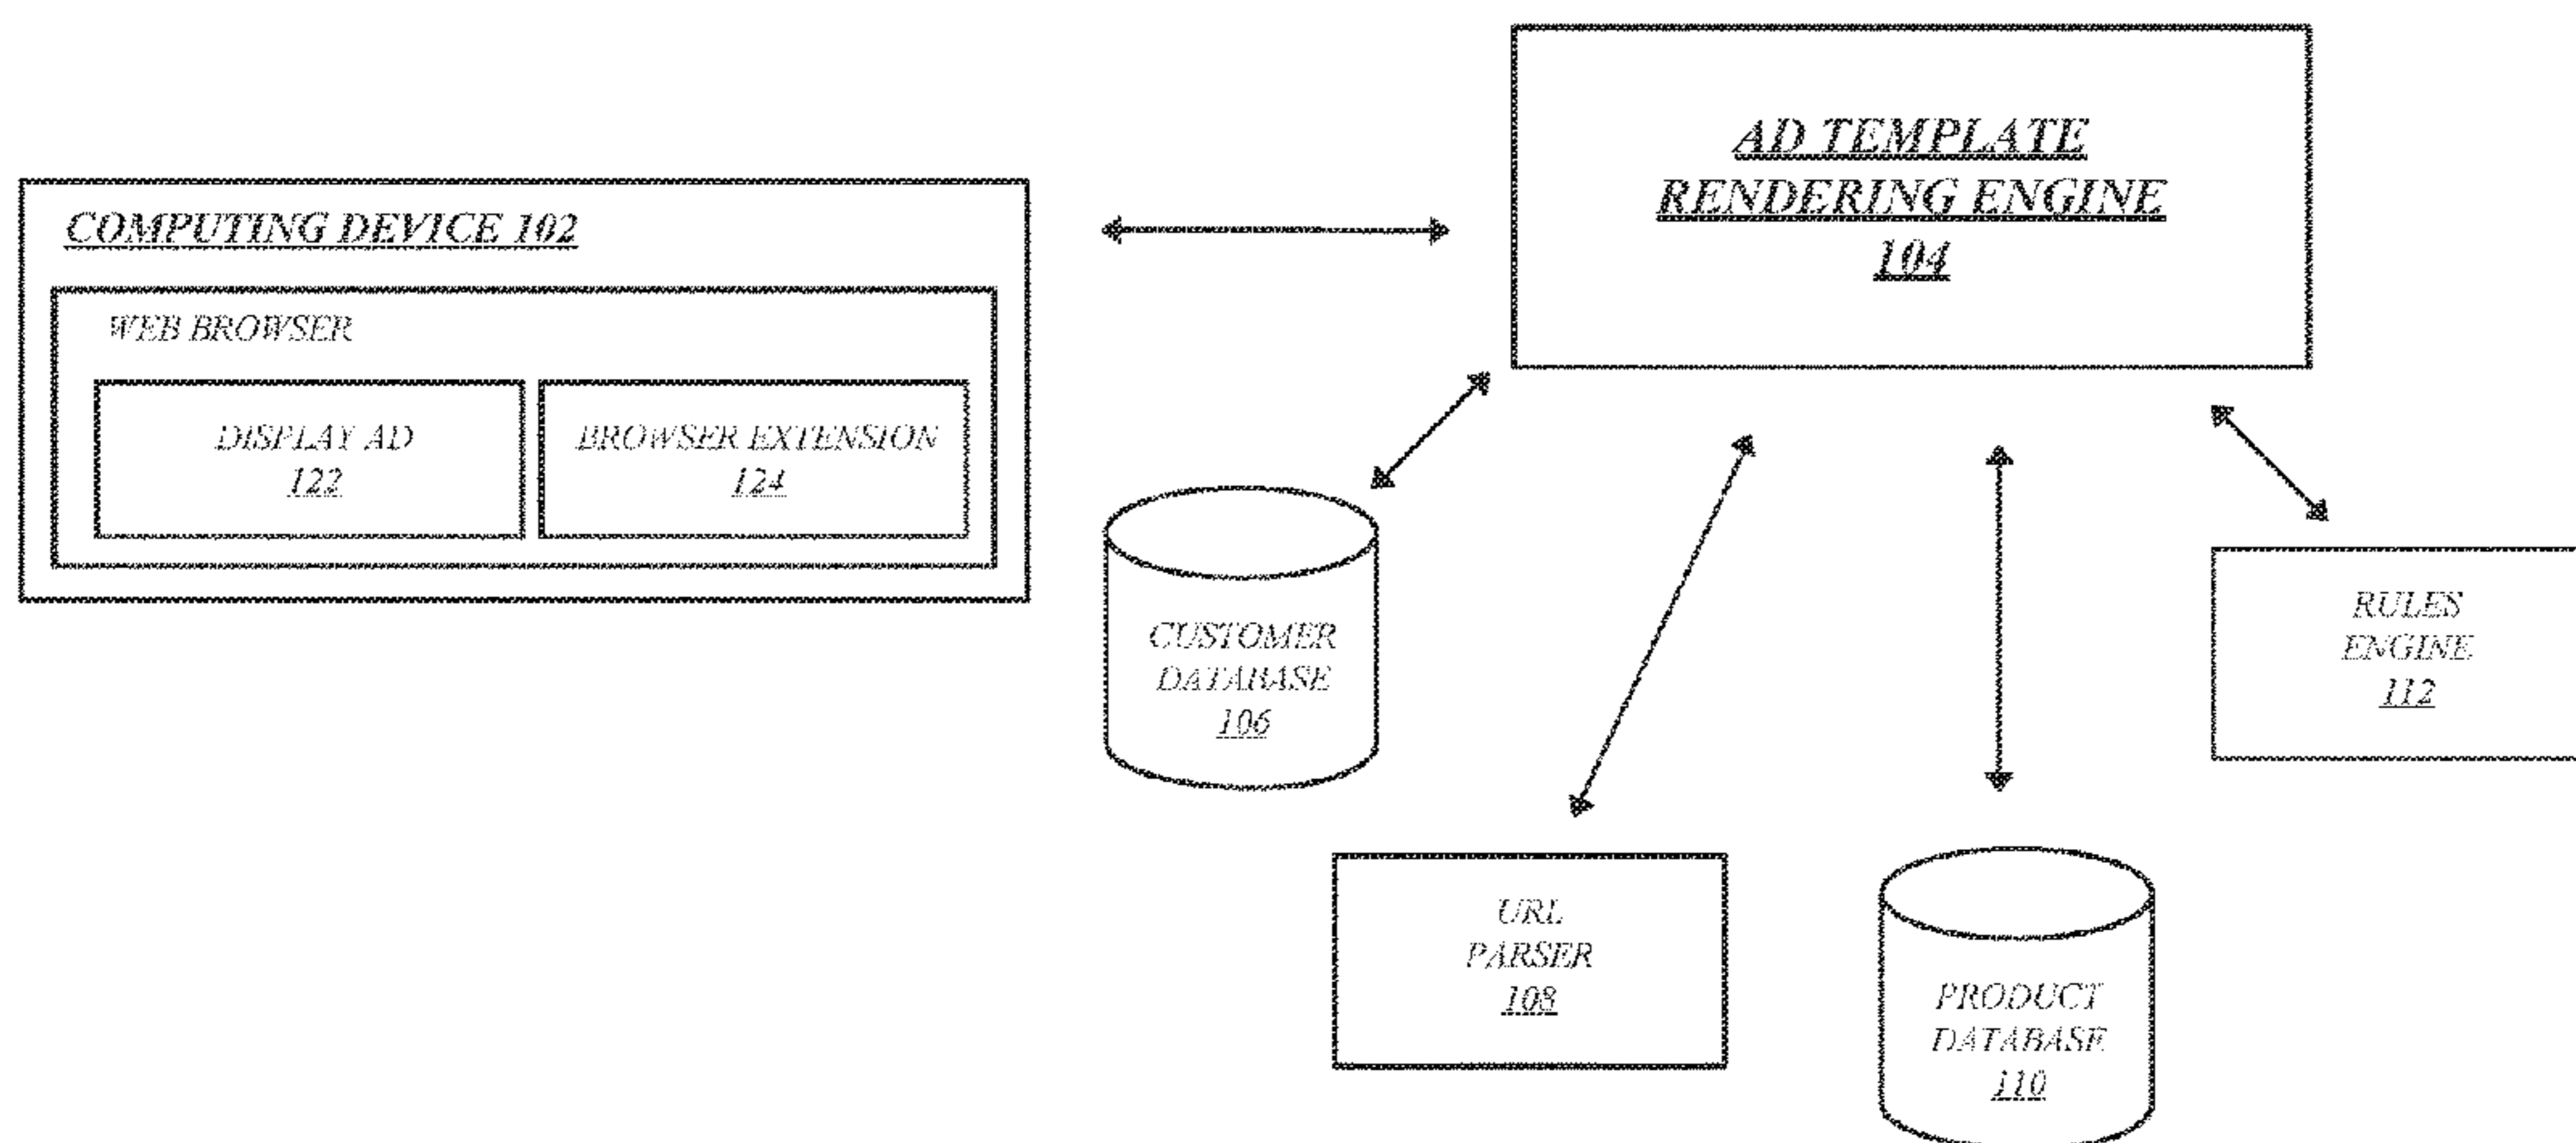 AD TEMPLATE
RENDERING ENGINE
104
COMPUTING DEVICE 102
WEB BROWSER
DISPLAY AD
122
BROWSER EXTENSION
124
CUSTOMER
DATABASE
106
RULES
ENGINE
112
URL
PARSER
108
PRODUCT
DATABASE
110